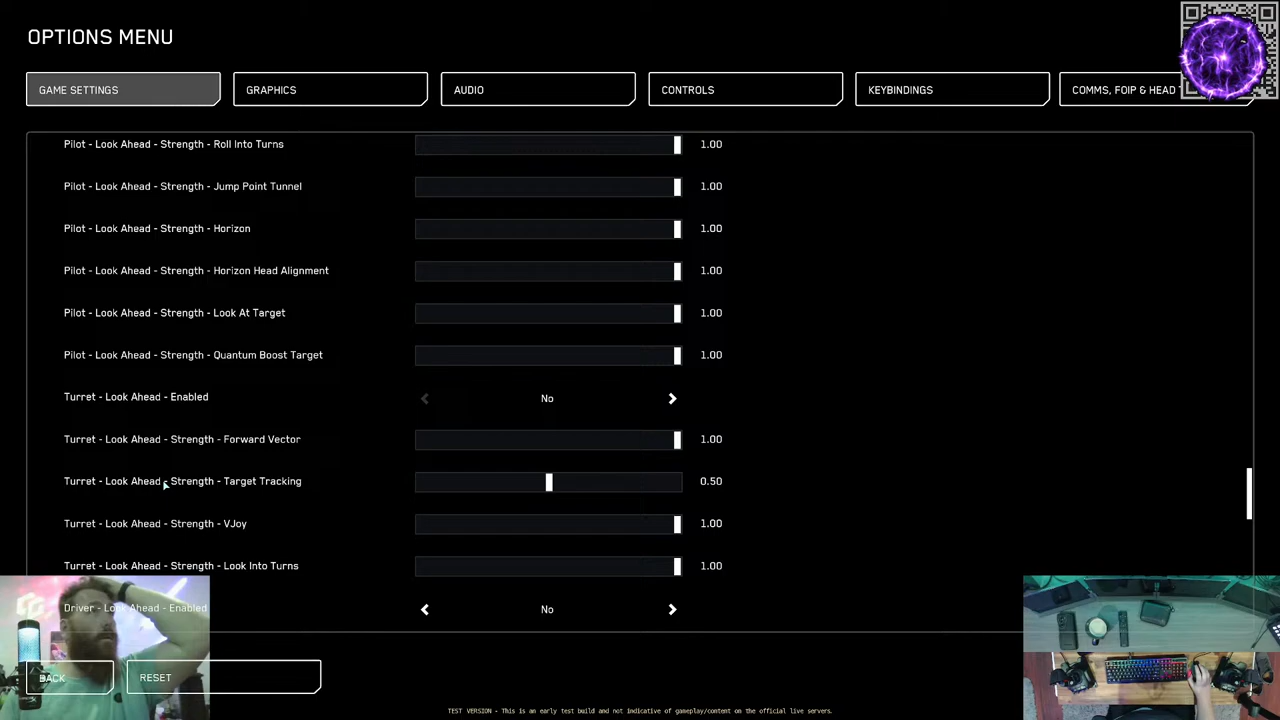 OPTIONS MENU
GAME SETTINGS
GRAPHICS
AUDIO
CONTROLS
KEYBINDINGS
COMMS, FOIP & HEAD
Pilot - Look Ahead - Strength - Roll Into Turns 1.00
Pilot - Look Ahead - Strength - Jump Point Tunnel 1.00
Pilot - Look Ahead - Strength - Horizon 1.00
Pilot - Look Ahead - Strength - Horizon Head Alignment 1.00
Pilot - Look Ahead - Strength - Look At Target 1.00
Pilot - Look Ahead - Strength - Quantum Boost Target 1.00
Turret - Look Ahead - Enabled No
Turret - Look Ahead - Strength - Forward Vector 1.00
Turret - Look Ahead - Strength - Target Tracking 0.50
Turret - Look Ahead - Strength - VJoy 1.00
Turret - Look Ahead - Strength - Look Into Turns 1.00
Driver - Look Ahead - Enabled No
BACK
RESET
TEST VERSION - This is an early test build and not indicative of gameplay/content on the official live servers.